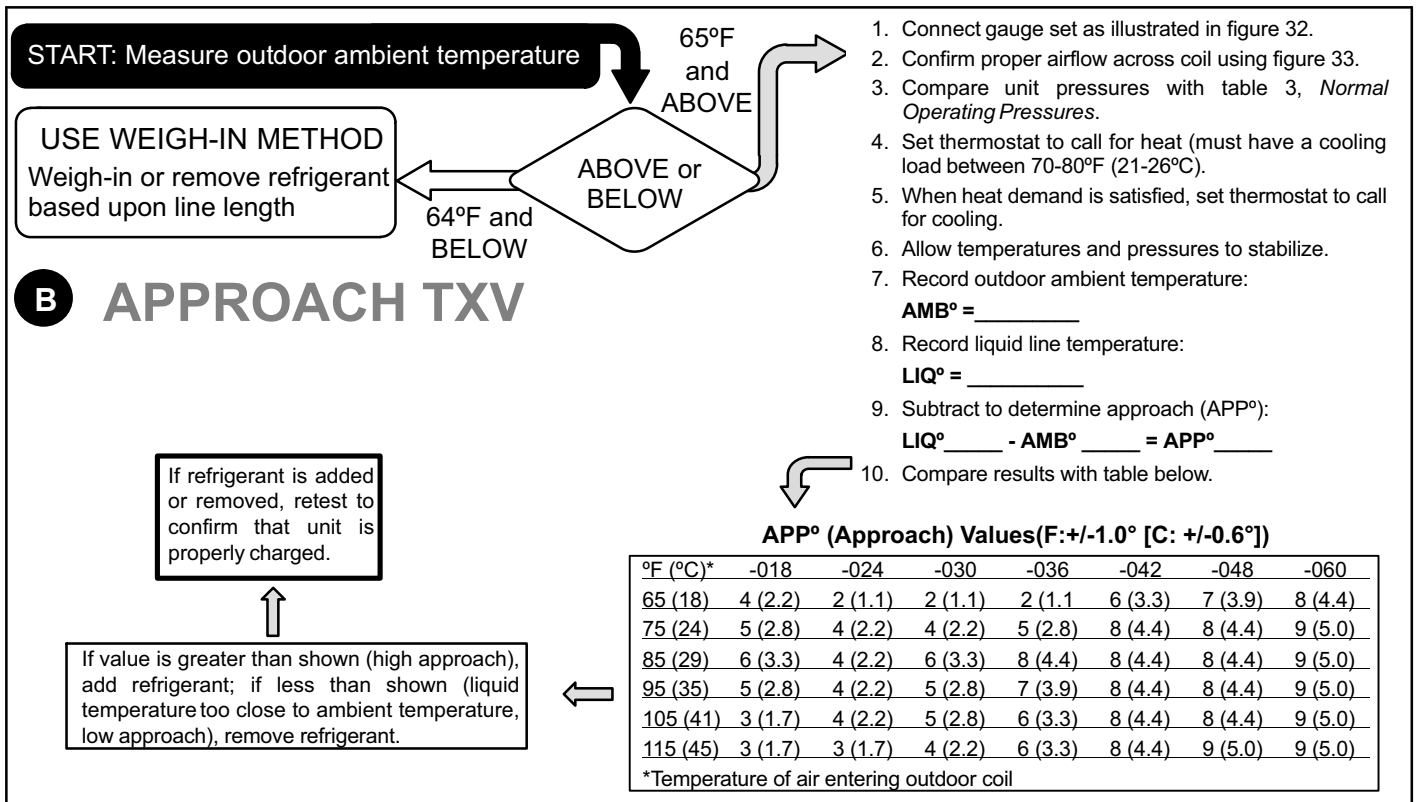 START: Measure outdoor ambient temperature
65ºF
and
ABOVE
ABOVE or
BELOW
64ºF and
BELOW
USE WEIGH-IN METHOD
Weigh-in or remove refrigerant
based upon line length
B APPROACH TXV
1. Connect gauge set as illustrated in figure 32.
2. Confirm proper airflow across coil using figure 33.
3. Compare unit pressures with table 3, Normal
Operating Pressures.
4. Set thermostat to call for heat (must have a cooling
load between 70-80ºF (21-26ºC).
5. When heat demand is satisfied, set thermostat to call
for cooling.
6. Allow temperatures and pressures to stabilize.
7. Record outdoor ambient temperature:
AMBº =_________
8. Record liquid line temperature:
LIQº = __________
9. Subtract to determine approach (APPº):
LIQº_____ - AMBº _____ = APPº_____
10. Compare results with table below.
APPº (Approach) Values(F:+/-1.0° [C: +/-0.6°])
ºF (ºC)* -018 -024 -030 -036 -042 -048 -060
65 (18) 4 (2.2) 2 (1.1) 2 (1.1) 2 (1.1 6 (3.3) 7 (3.9) 8 (4.4)
75 (24) 5 (2.8) 4 (2.2) 4 (2.2) 5 (2.8) 8 (4.4) 8 (4.4) 9 (5.0)
85 (29) 6 (3.3) 4 (2.2) 6 (3.3) 8 (4.4) 8 (4.4) 8 (4.4) 9 (5.0)
95 (35) 5 (2.8) 4 (2.2) 5 (2.8) 7 (3.9) 8 (4.4) 8 (4.4) 9 (5.0)
105 (41) 3 (1.7) 4 (2.2) 5 (2.8) 6 (3.3) 8 (4.4) 8 (4.4) 9 (5.0)
115 (45) 3 (1.7) 3 (1.7) 4 (2.2) 6 (3.3) 8 (4.4) 9 (5.0) 9 (5.0)
*Temperature of air entering outdoor coil
If value is greater than shown (high approach),
add refrigerant; if less than shown (liquid
temperature too close to ambient temperature,
low approach), remove refrigerant.
If refrigerant is added
or removed, retest to
confirm that unit is
properly charged.